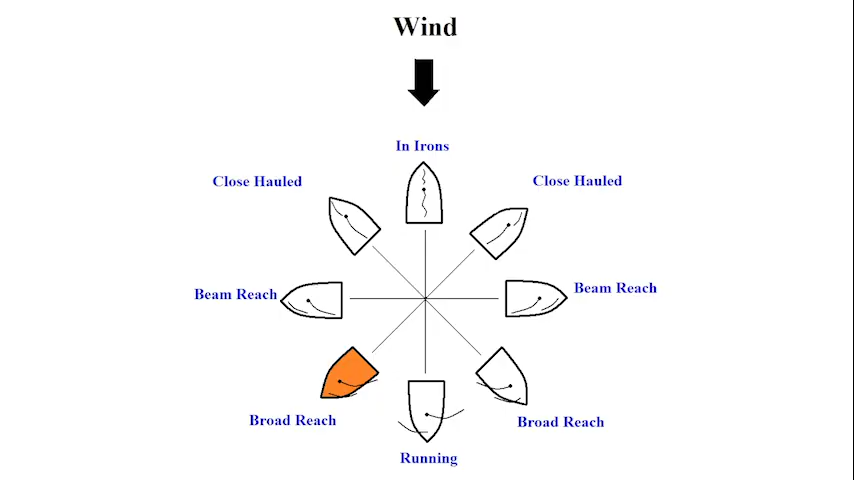 Wind
In Irons
Close Hauled
Close Hauled
Beam Reach
Beam Reach
Broad Reach
Broad Reach
Running